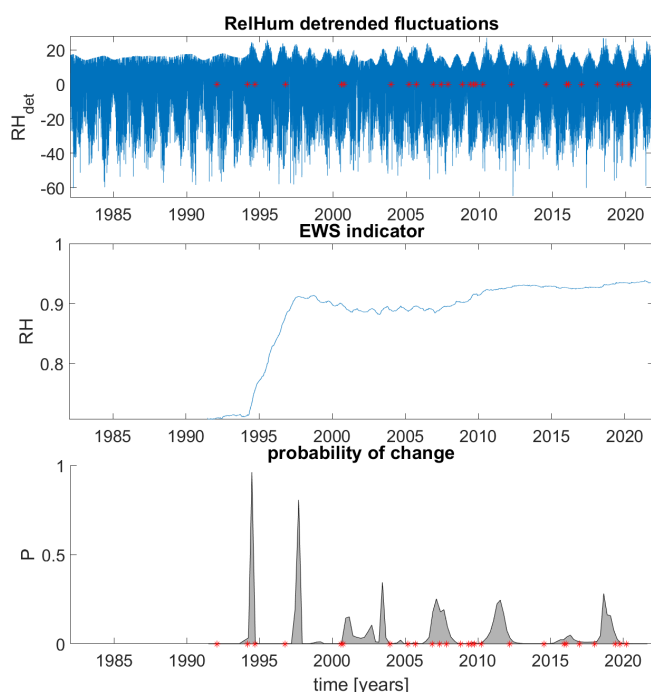 RelHum detrended fluctuations
20
0
-20
-40
-60
RH_det
1985 1990 1995 2000 2005 2010 2015 2020
EWS indicator
1
0.9
0.8
RH
1985 1990 1995 2000 2005 2010 2015 2020
probability of change
1
0.5
0
P
1985 1990 1995 2000 2005 2010 2015 2020
time [years]